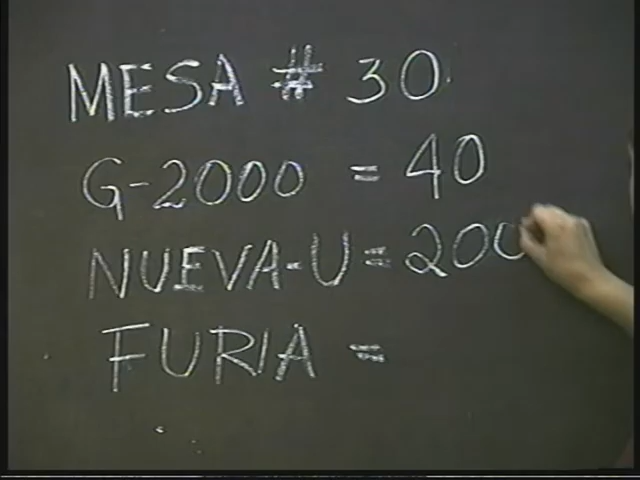 MESA # 30
G-2000 = 40
NUEVA-U = 200
FURIA =